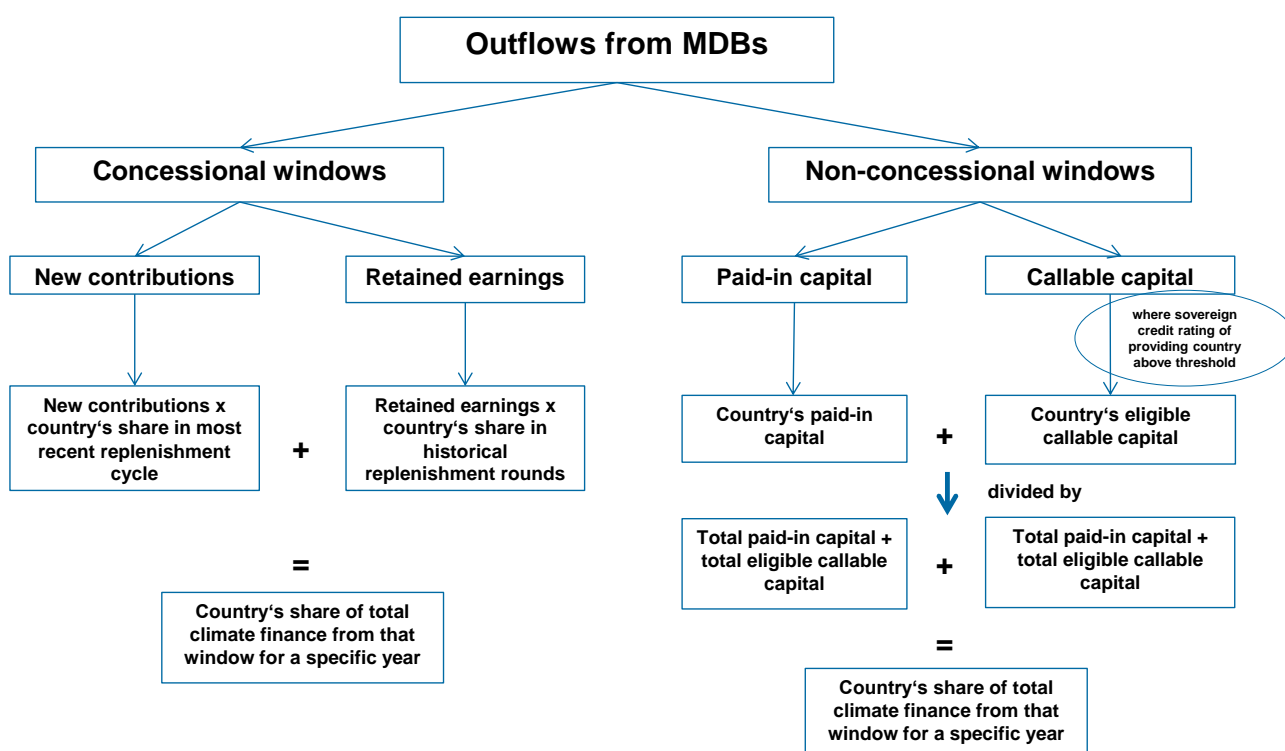 Outflows from MDBs
Concessional windows
Non-concessional windows
New contributions
Retained earnings
Paid-in capital
Callable capital
where sovereign
credit rating of
providing country
above threshold
New contributions x
country‘s share in most
recent replenishment
cycle
+
Retained earnings x
country‘s share in
historical
replenishment rounds
Country‘s paid-in
capital
+
Country‘s eligible
callable capital
divided by
Total paid-in capital +
total eligible callable
capital
+
Total paid-in capital +
total eligible callable
capital
=
Country‘s share of total
climate finance from that
window for a specific year
=
Country‘s share of total
climate finance from that
window for a specific year